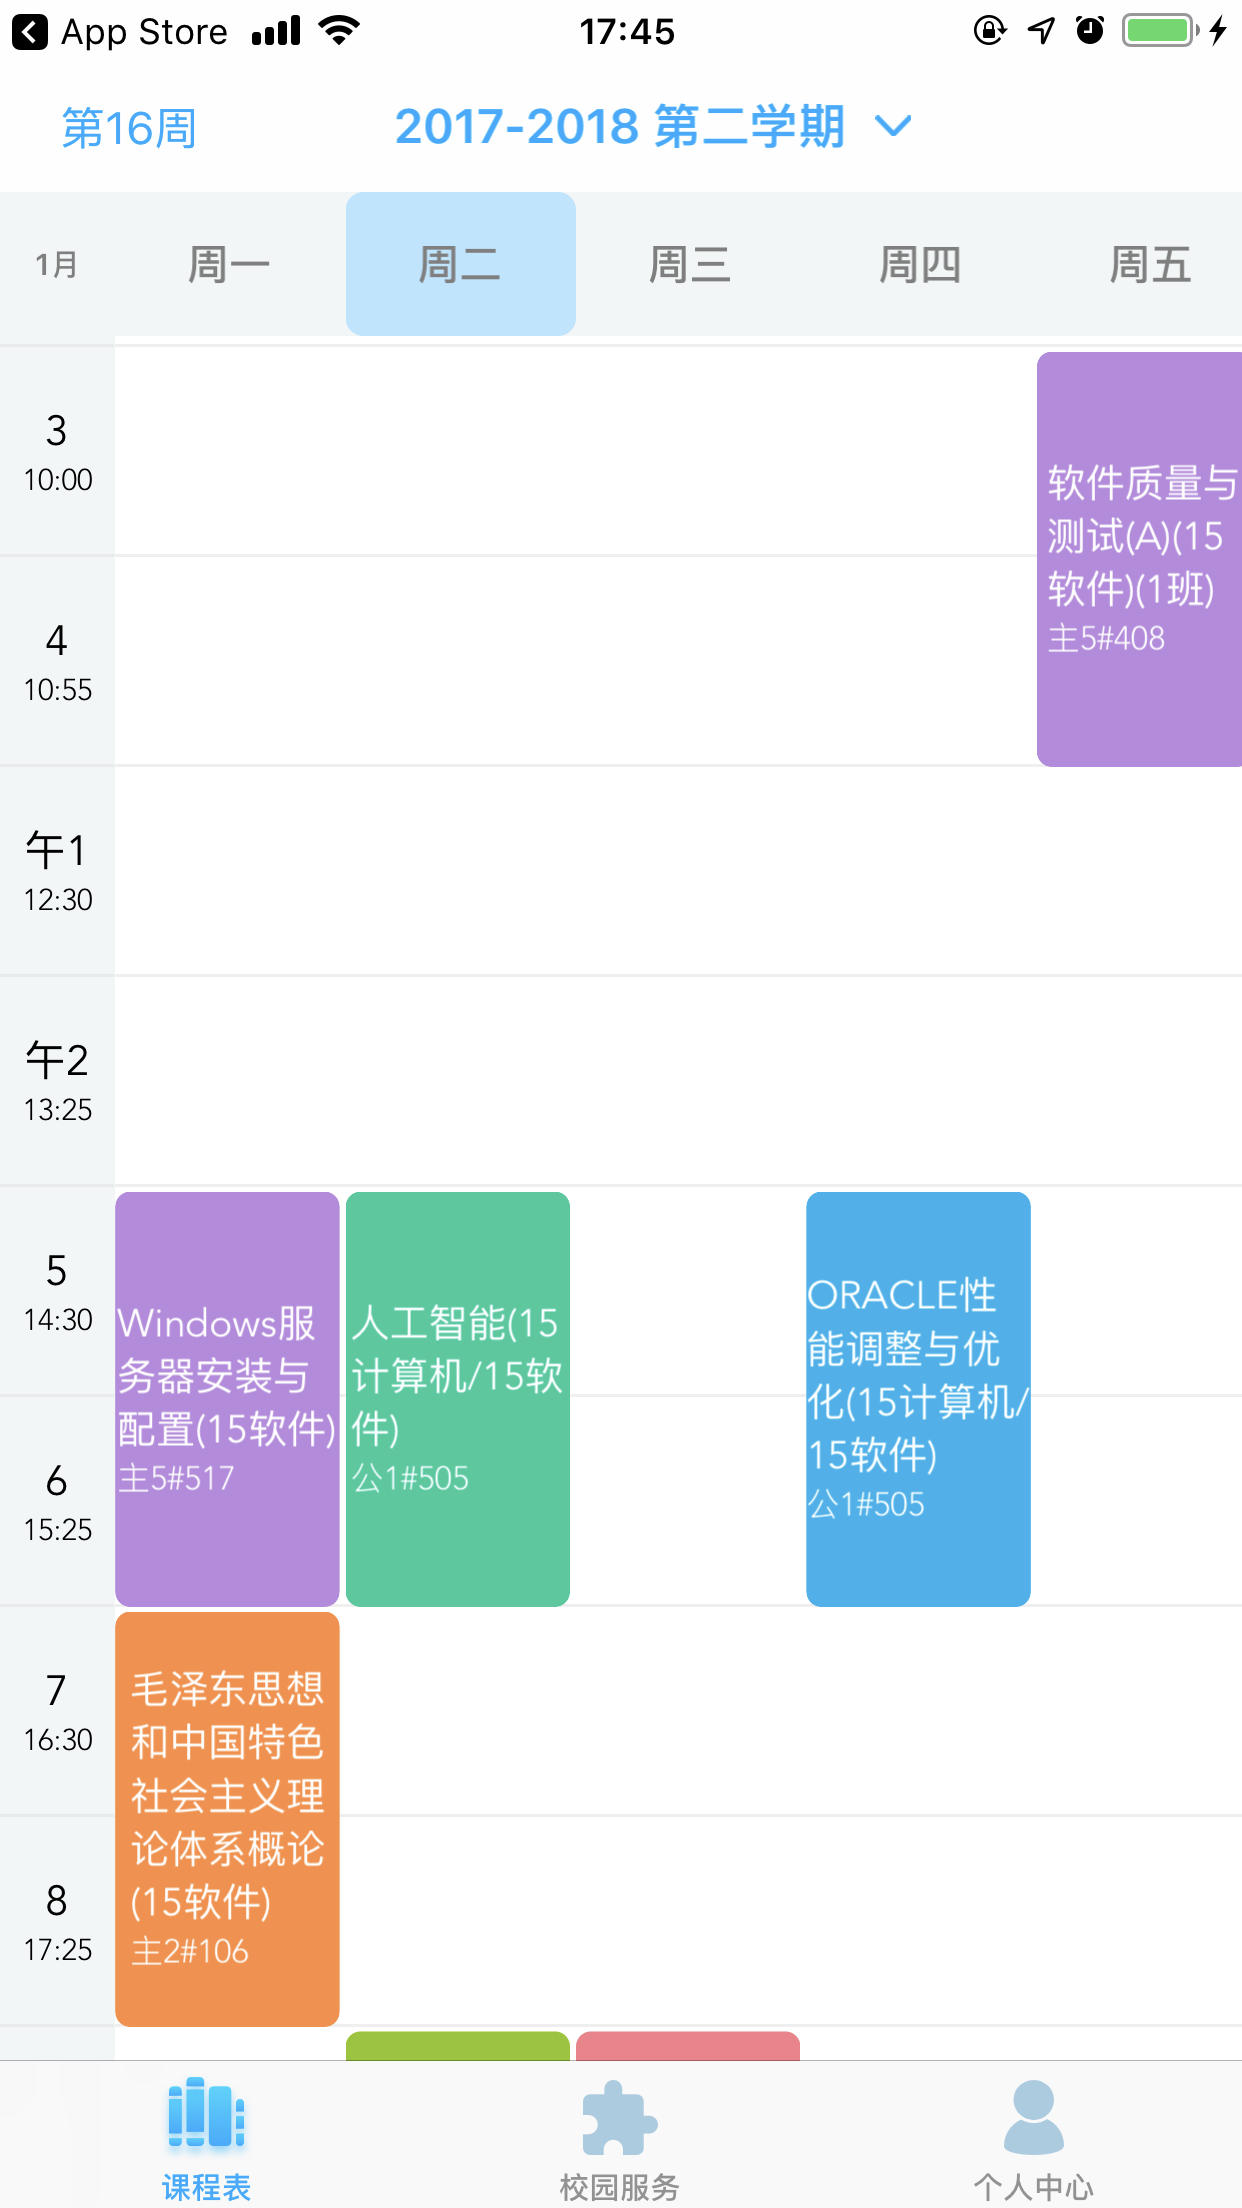 App Store 17:45
第16周 2017-2018 第二学期
1月 周一 周二 周三 周四 周五
3
10:00
软件质量与
测试(A)(15
软件)(1班)
主5#408
4
10:55
午1
12:30
午2
13:25
5
14:30
6
15:25
Windows服
务器安装与
配置(15软件)
主5#517
人工智能(15
计算机/15软
件)
公1#505
ORACLE性
能调整与优
化(15计算机/
15软件)
公1#505
7
16:30
8
17:25
毛泽东思想
和中国特色
社会主义理
论体系概论
(15软件)
主2#106
课程表 校园服务 个人中心